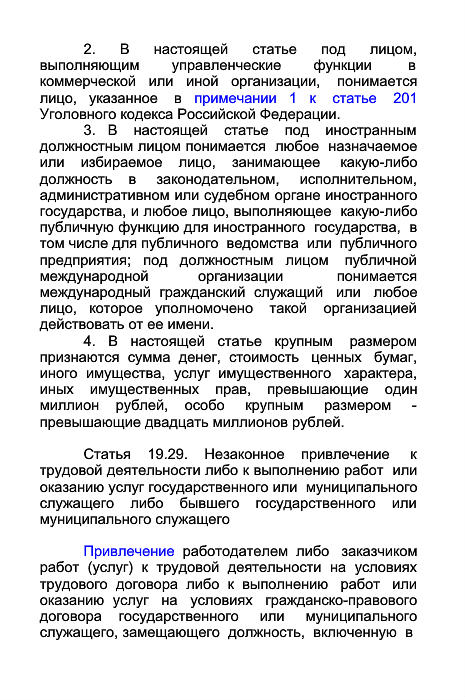 2. В настоящей статье под лицом,
выполняющим управленческие функции в
коммерческой или иной организации, понимается
лицо, указанное в примечании 1 к статье 201
Уголовного кодекса Российской Федерации.
3. В настоящей статье под иностранным
должностным лицом понимается любое назначаемое
или избираемое лицо, занимающее какую-либо
должность в законодательном, исполнительном,
административном или судебном органе иностранного
государства, и любое лицо, выполняющее какую-либо
публичную функцию для иностранного государства, в
том числе для публичного ведомства или публичного
предприятия; под должностным лицом публичной
международной организации понимается
международный гражданский служащий или любое
лицо, которое уполномочено такой организацией
действовать от ее имени.
4. В настоящей статье крупным размером
признаются сумма денег, стоимость ценных бумаг,
иного имущества, услуг имущественного характера,
иных имущественных прав, превышающие один
миллион рублей, особо крупным размером -
превышающие двадцать миллионов рублей.
Статья 19.29. Незаконное привлечение к
трудовой деятельности либо к выполнению работ или
оказанию услуг государственного или муниципального
служащего либо бывшего государственного или
муниципального служащего
Привлечение работодателем либо заказчиком
работ (услуг) к трудовой деятельности на условиях
трудового договора либо к выполнению работ или
оказанию услуг на условиях гражданско-правового
договора государственного или муниципального
служащего, замещающего должность, включенную в